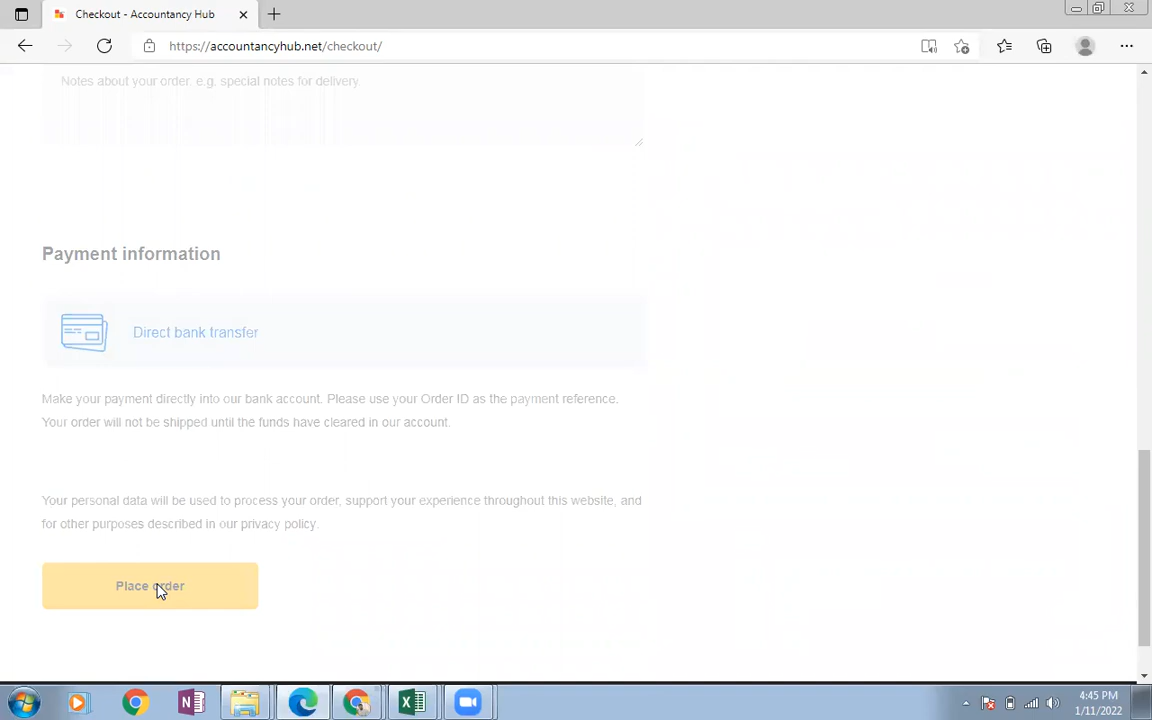 Checkout - Accountancy Hub
https://accountancyhub.net/checkout/
Notes about your order, e.g. special notes for delivery.
Payment information
Direct bank transfer
Make your payment directly into our bank account. Please use your Order ID as the payment reference.
Your order will not be shipped until the funds have cleared in our account.
Your personal data will be used to process your order, support your experience throughout this website, and
for other purposes described in our privacy policy.
Place order
4:45 PM
1/11/2022